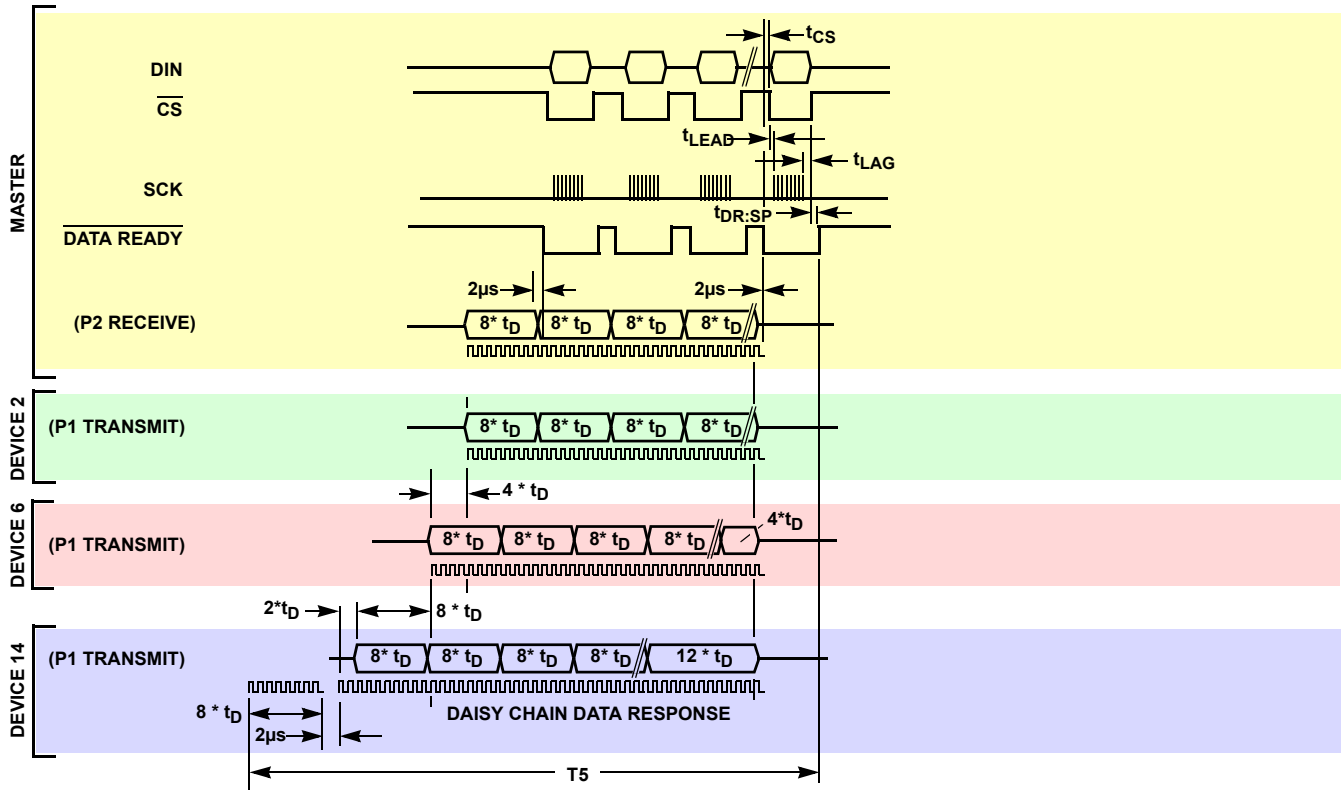 MASTER
DIN
CS
SCK
DATA READY
(P2 RECEIVE)
tCS
tLEAD
tLAG
tDR:SP
2µs
2µs
8* tD
8* tD
8* tD
8* tD
DEVICE 2
(P1 TRANSMIT)
8* tD
8* tD
8* tD
8* tD
4 * tD
DEVICE 6
(P1 TRANSMIT)
8* tD
8* tD
8* tD
8* tD
4*tD
2*tD
8 * tD
DEVICE 14
(P1 TRANSMIT)
8* tD
8* tD
8* tD
8* tD
12 * tD
8 * tD
DAISY CHAIN DATA RESPONSE
2µs
T5